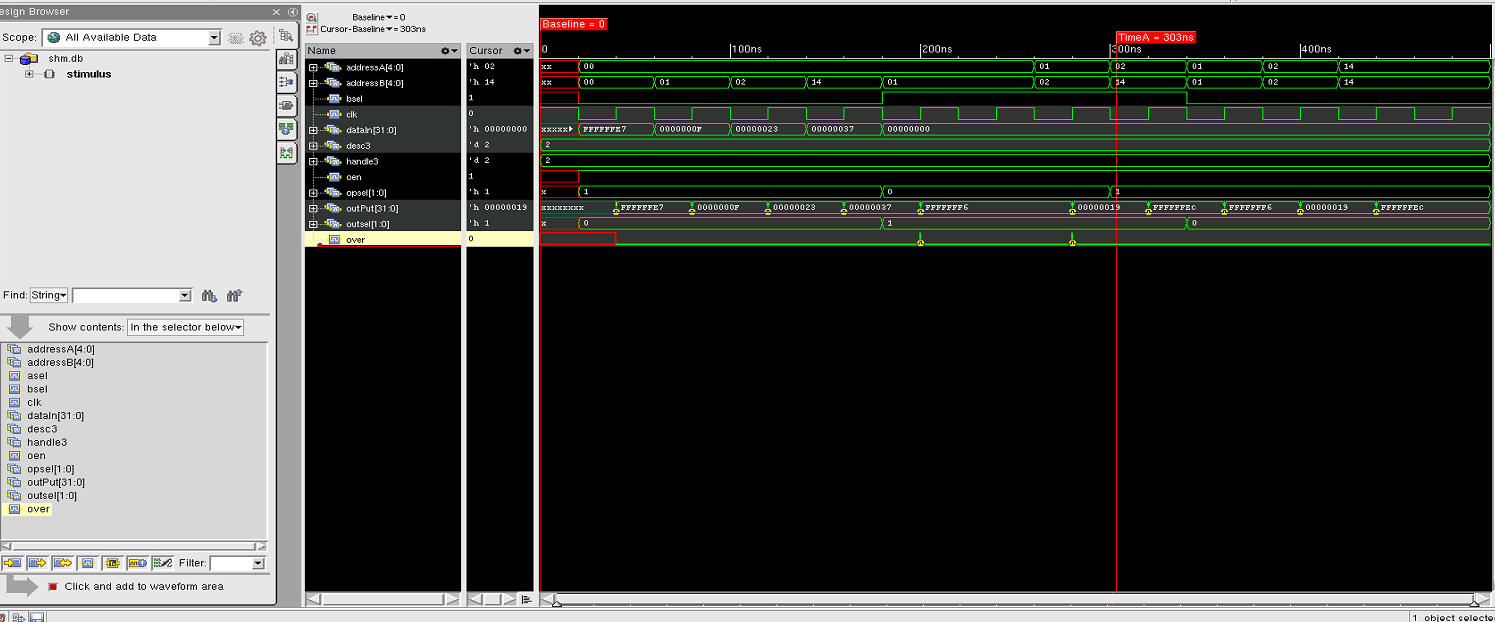 esign Browser
Scope: All Available Data
shm.db
stimulus
Find: String
Show contents: In the selector below
addressA[4:0]
addressB[4:0]
asel
bsel
clk
dataIn[31:0]
desc3
handle3
oen
opsel[1:0]
outPut[31:0]
outsel[1:0]
over
Filter:
Click and add to waveform area
Baseline = 0
Cursor-Baseline = 303ns
Name Cursor
addressA[4:0] 'h 02
addressB[4:0] 'h 14
bsel 1
clk 0
dataIn[31:0] 'h 00000000
desc3 'd 2
handle3 'd 2
oen 1
opsel[1:0] 'h 1
outPut[31:0] 'h 00000019
outsel[1:0] 'h 1
over 0
Baseline = 0
TimeA = 303ns
0 100ns 200ns 300ns 400ns
xx 00 01 02 01 02 14
xx 00 01 02 14 01 02 14 01 02 14
xxxxx FFFFFFE7 0000000F 00000023 00000037 00000000
2
2
x 1 0 1
xxxxxxxx FFFFFFE7 0000000F 00000023 00000037 FFFFFFF6 00000019 FFFFFFEC FFFFFFF6 00000019 FFFFFFEC
x 0 1 0
1 object selecte